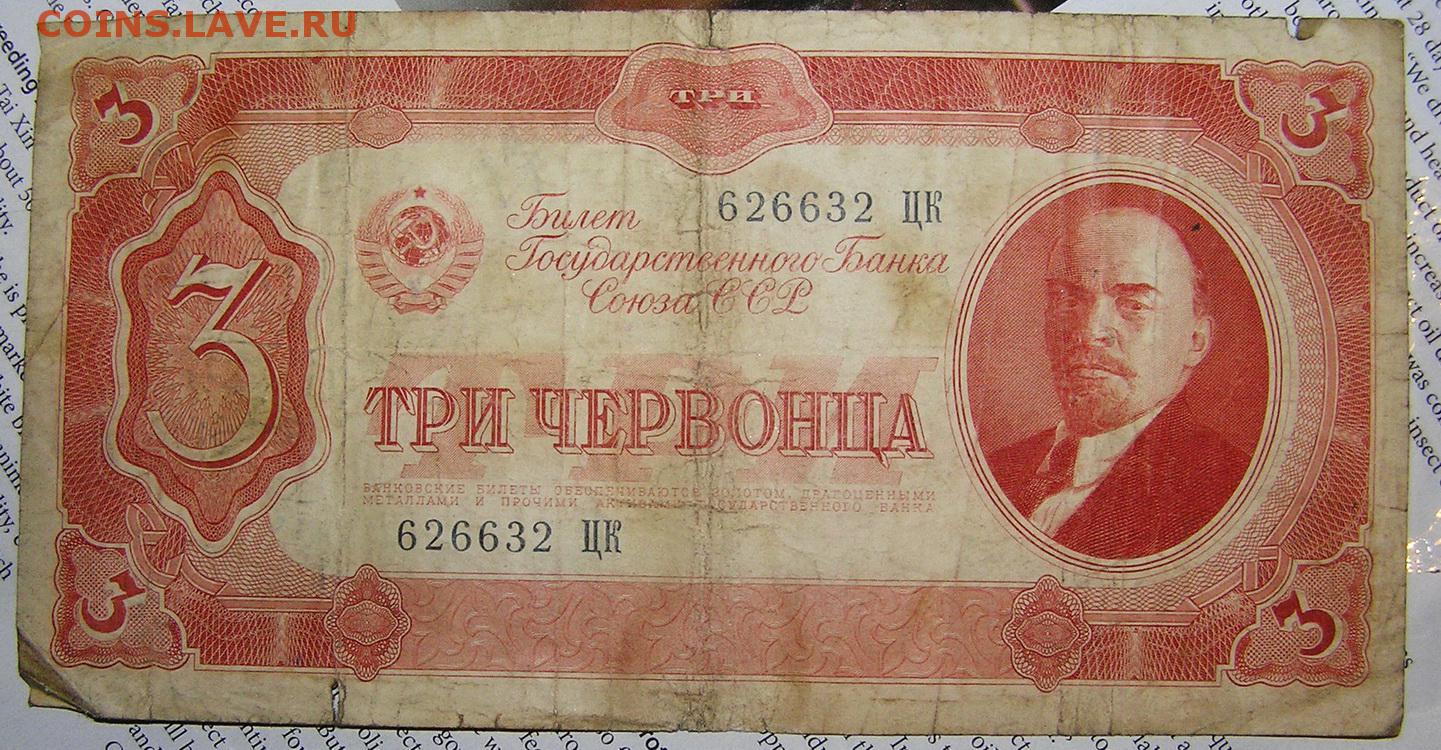 COINS.LAVE.RU
3
ТРИ
3
Билет
626632 ЦК
Государственного Банка
Союза ССР
3
ТРИ
ТРИ ЧЕРВОНЦА
БАНКОВСКИЕ БИЛЕТЫ ОБЕСПЕЧИВАЮТСЯ ЗОЛОТОМ, ДРАГОЦЕННЫМИ
МЕТАЛЛАМИ И ПРОЧИМИ АКТИВАМИ ГОСУДАРСТВЕННОГО БАНКА
626632 ЦК
3
3